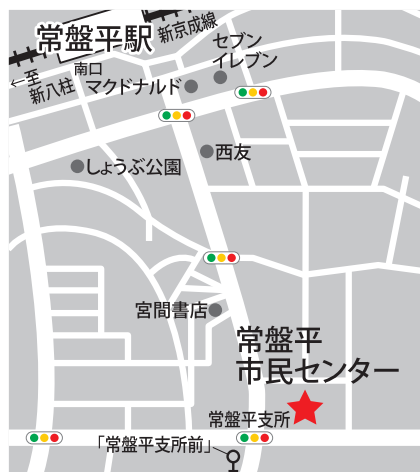 常盤平駅
新京成線
←至
新八柱
南口
マクドナルド
セブン
イレブン
西友
しょうぶ公園
宮間書店
常盤平
市民センター
常盤平支所
「常盤平支所前」